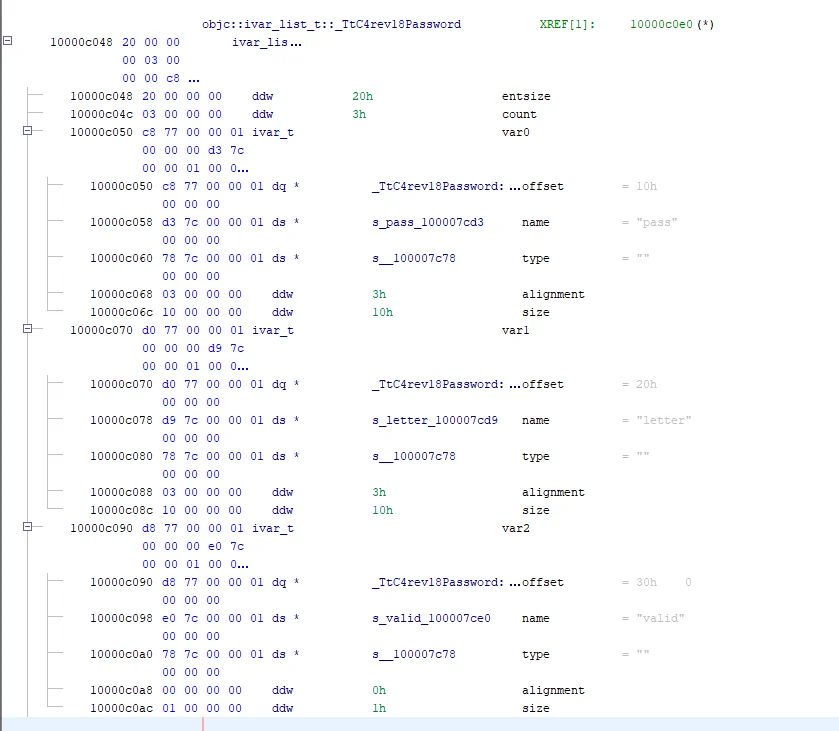 objc::ivar_list_t::_TtC4rev18Password XREF[1]: 10000c0e0(*)
10000c048 20 00 00 ivar_lis...
00 03 00
00 00 c8 ...
10000c048 20 00 00 00 ddw 20h entsize
10000c04c 03 00 00 00 ddw 3h count
10000c050 c8 77 00 00 01 ivar_t var0
00 00 00 d3 7c
00 00 01 00 0...
10000c050 c8 77 00 00 01 dq * _TtC4rev18Password: ...offset = 10h
00 00 00
10000c058 d3 7c 00 00 01 ds * s_pass_100007cd3 name = "pass"
00 00 00
10000c060 78 7c 00 00 01 ds * s__100007c78 type = ""
00 00 00
10000c068 03 00 00 00 ddw 3h alignment
10000c06c 10 00 00 00 ddw 10h size
10000c070 d0 77 00 00 01 ivar_t var1
00 00 00 d9 7c
00 00 01 00 0...
10000c070 d0 77 00 00 01 dq * _TtC4rev18Password: ...offset = 20h
00 00 00
10000c078 d9 7c 00 00 01 ds * s_letter_100007cd9 name = "letter"
00 00 00
10000c080 78 7c 00 00 01 ds * s__100007c78 type = ""
00 00 00
10000c088 03 00 00 00 ddw 3h alignment
10000c08c 10 00 00 00 ddw 10h size
10000c090 d8 77 00 00 01 ivar_t var2
00 00 00 e0 7c
00 00 01 00 0...
10000c090 d8 77 00 00 01 dq * _TtC4rev18Password: ...offset = 30h 0
00 00 00
10000c098 e0 7c 00 00 01 ds * s_valid_100007ce0 name = "valid"
00 00 00
10000c0a0 78 7c 00 00 01 ds * s__100007c78 type = ""
00 00 00
10000c0a8 00 00 00 00 ddw 0h alignment
10000c0ac 01 00 00 00 ddw 1h size